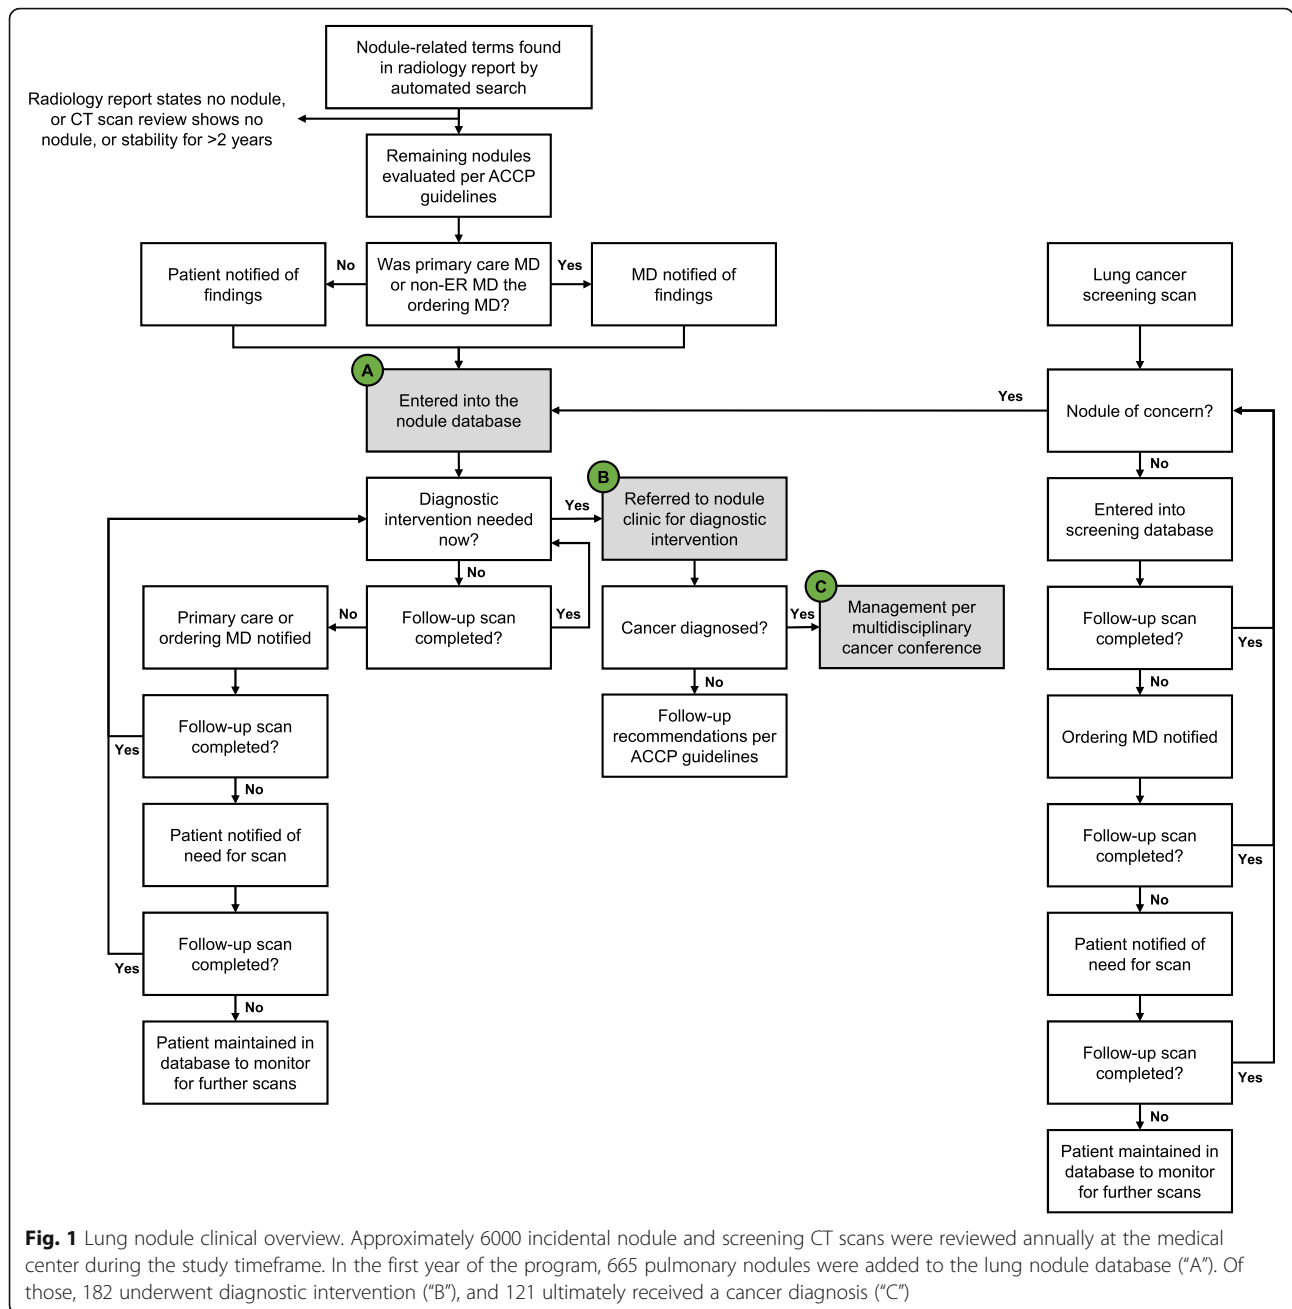 Nodule-related terms found
in radiology report by
automated search
Radiology report states no nodule,
or CT scan review shows no
nodule, or stability for >2 years
Remaining nodules
evaluated per ACCP
guidelines
Patient notified of
findings
No
Was primary care MD
or non-ER MD the
ordering MD?
Yes
MD notified of
findings
Lung cancer
screening scan
A
Entered into the
nodule database
Yes
Nodule of concern?
No
Diagnostic
intervention needed
now?
Yes
B
Referred to nodule
clinic for diagnostic
intervention
Entered into
screening database
No
Primary care or
ordering MD notified
No
Follow-up scan
completed?
Yes
Cancer diagnosed?
Yes
C
Management per
multidisciplinary
cancer conference
Follow-up scan
completed?
Yes
No
No
Follow-up scan
completed?
Yes
No
Follow-up
recommendations per
ACCP guidelines
Ordering MD notified
Patient notified of
need for scan
Follow-up scan
completed?
Yes
No
Follow-up scan
completed?
Yes
No
Patient notified of
need for scan
Patient maintained in
database to monitor
for further scans
Follow-up scan
completed?
Yes
No
Patient maintained in
database to monitor
for further scans
Fig. 1 Lung nodule clinical overview. Approximately 6000 incidental nodule and screening CT scans were reviewed annually at the medical
center during the study timeframe. In the first year of the program, 665 pulmonary nodules were added to the lung nodule database (“A”). Of
those, 182 underwent diagnostic intervention (“B”), and 121 ultimately received a cancer diagnosis (“C”)